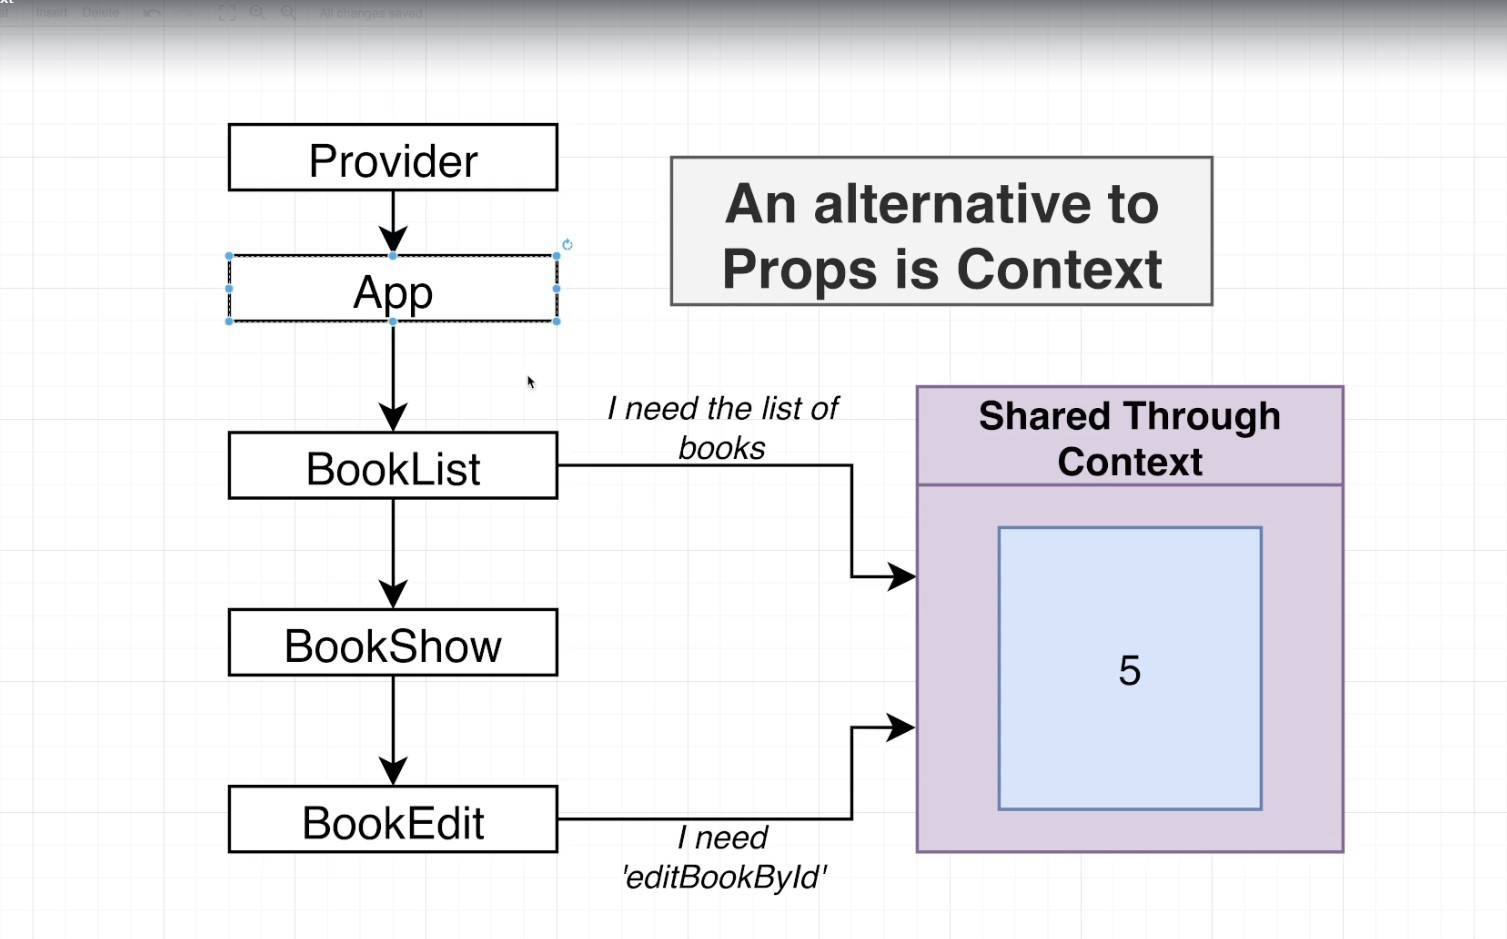 xt
Insert Delete All changes saved
Provider
An alternative to
Props is Context
App
I need the list of
books
Shared Through
Context
BookList
BookShow
5
BookEdit
I need
'editBookById'